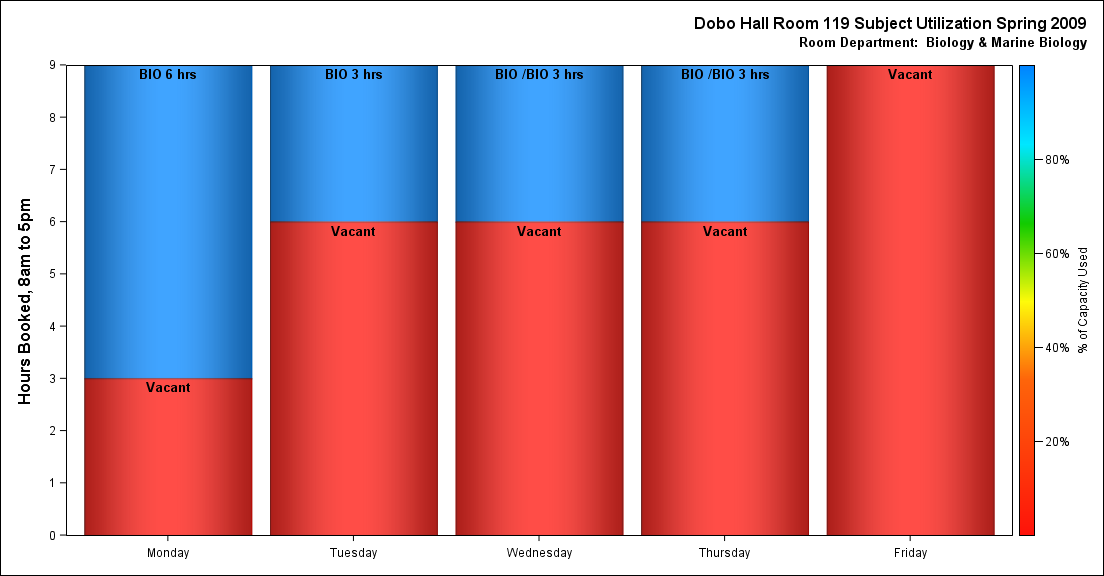 Dobo Hall Room 119 Subject Utilization Spring 2009
Room Department: Biology & Marine Biology
Hours Booked, 8am to 5pm
9
8
7
6
5
4
3
2
1
0
BIO 6 hrs
Vacant
BIO 3 hrs
Vacant
BIO /BIO 3 hrs
Vacant
BIO /BIO 3 hrs
Vacant
Vacant
Monday
Tuesday
Wednesday
Thursday
Friday
80%
60%
40%
20%
% of Capacity Used